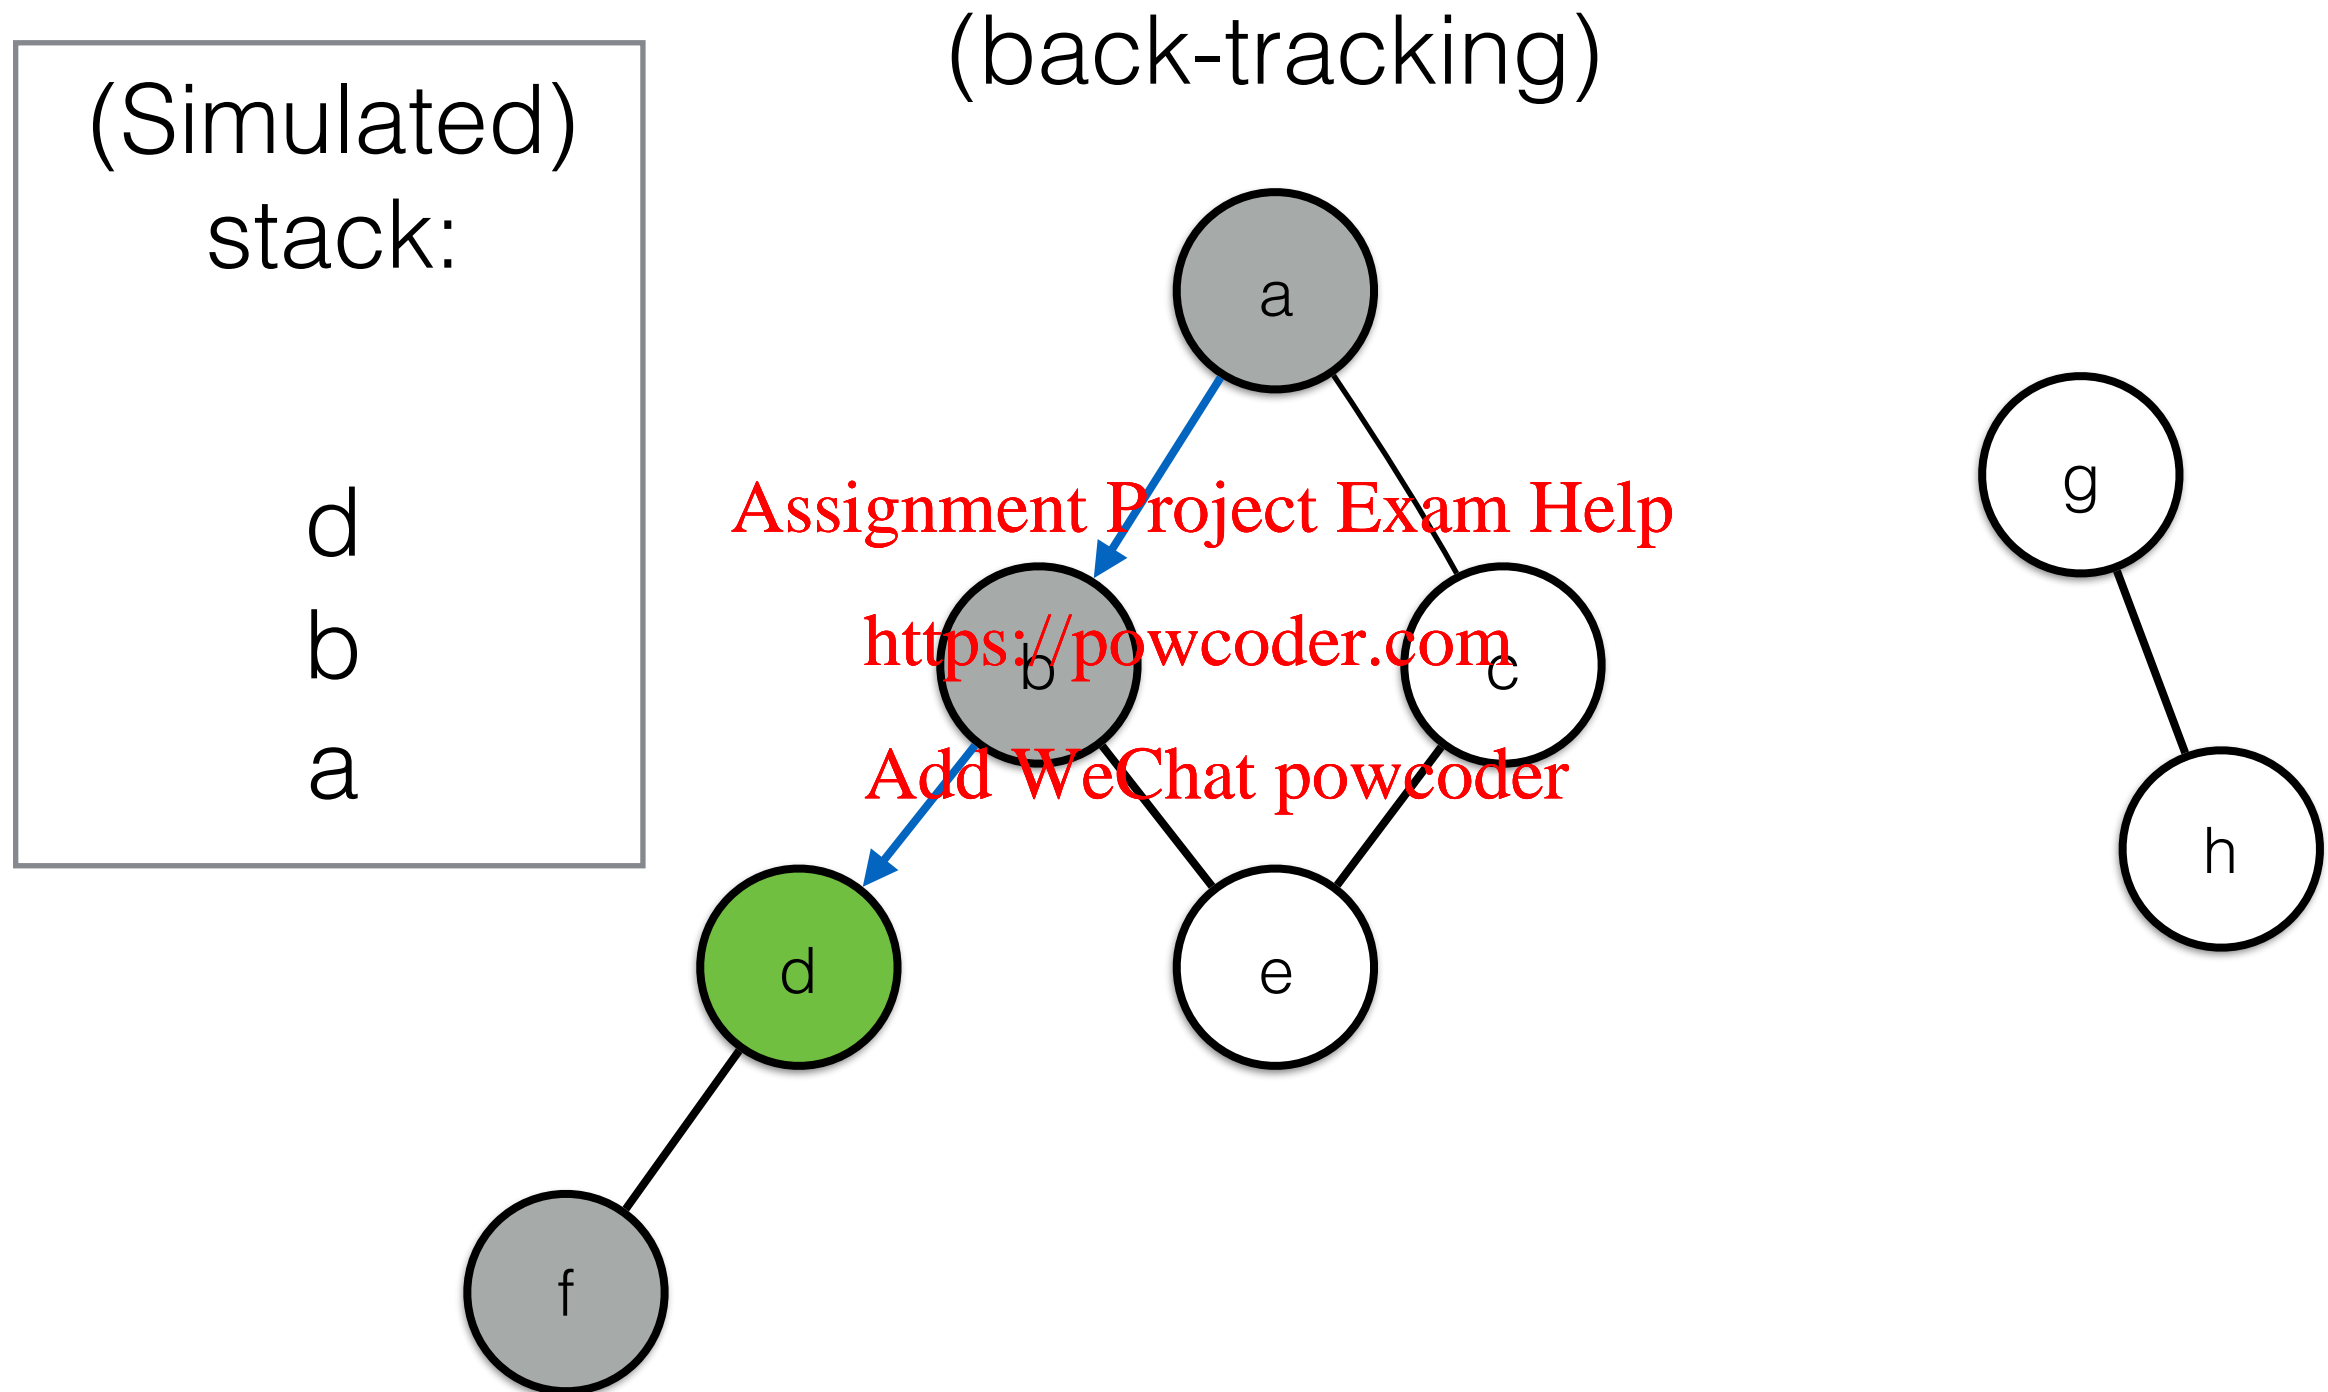 (back-tracking)
(Simulated)
stack:
d
b
a
a
g
Assignment Project Exam Help
https://powcoder.com
b
c
Add WeChat powcoder
h
d
e
f